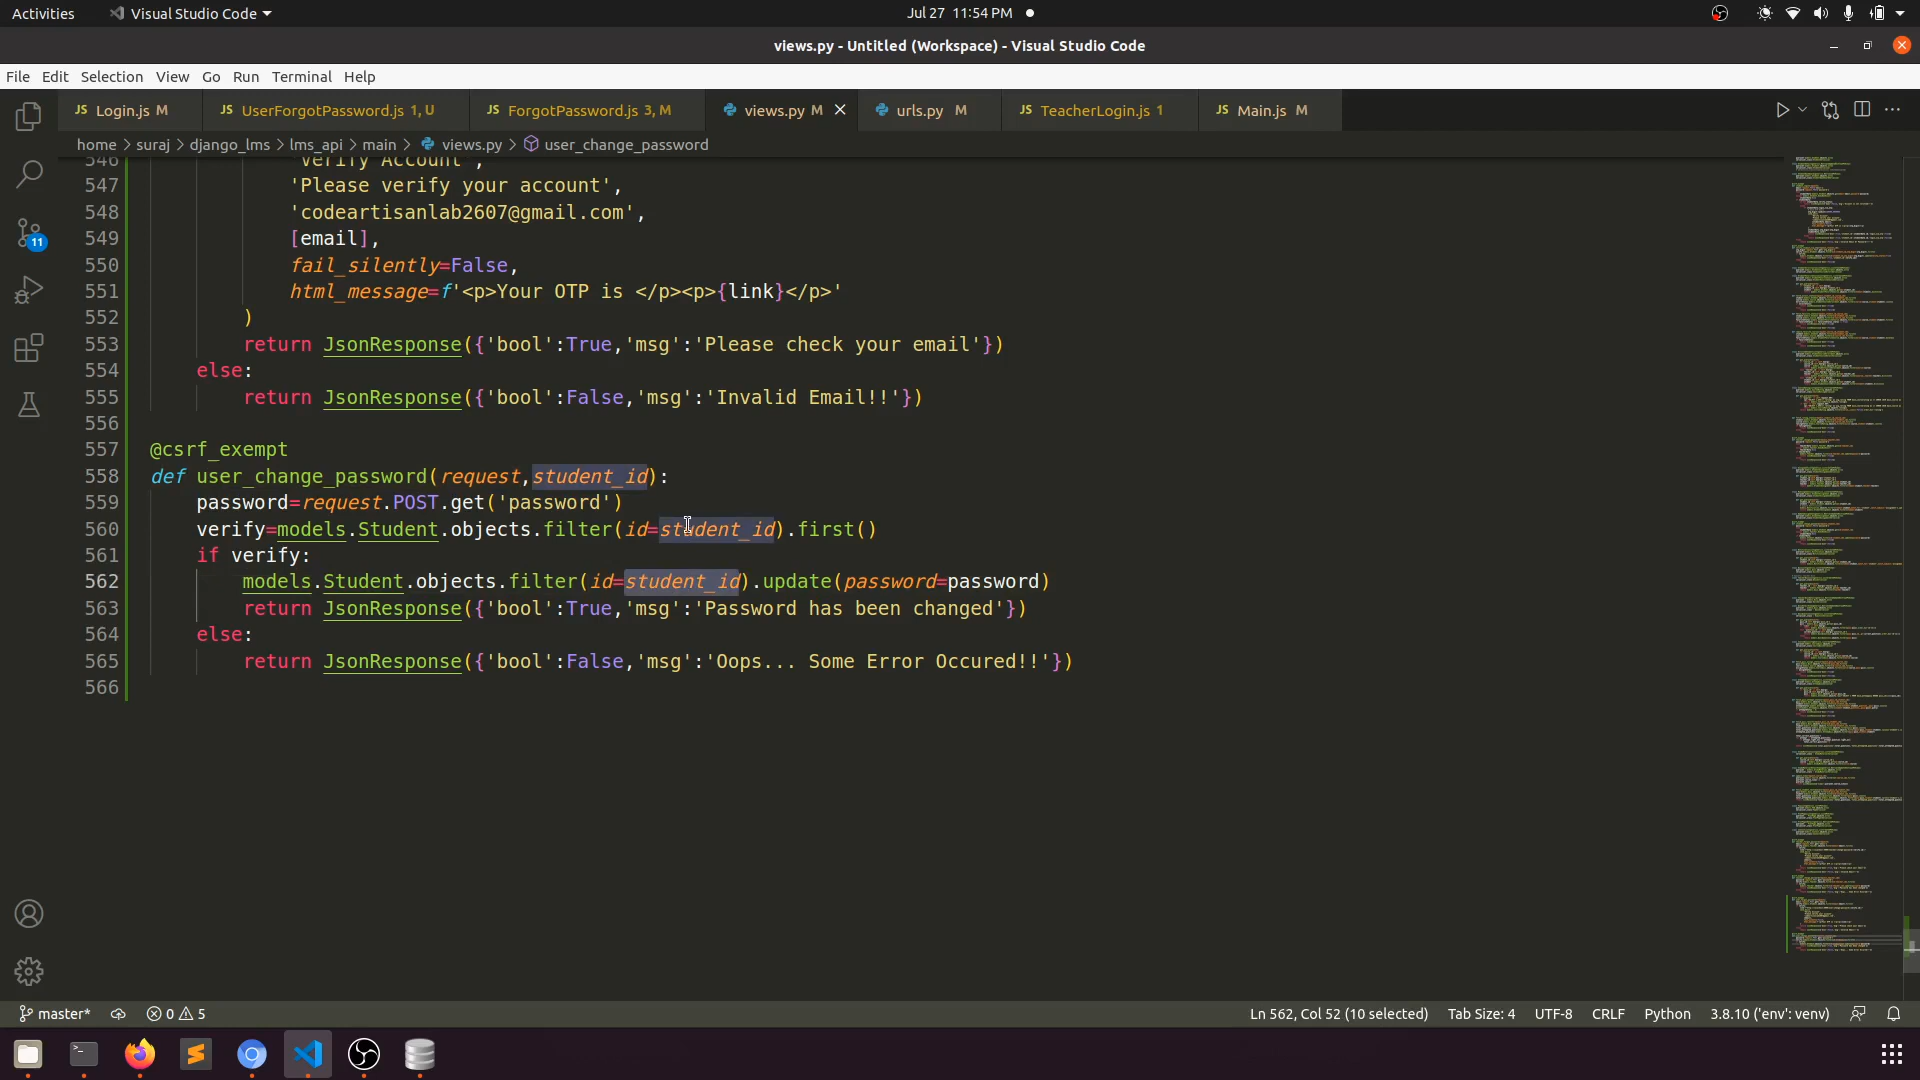 Activities
Visual Studio Code
Jul 27 11:54 PM
views.py - Untitled (Workspace) - Visual Studio Code
File Edit Selection View Go Run Terminal Help
JS Login.js M
JS UserForgotPassword.js 1, U
JS ForgotPassword.js 3, M
views.py M
urls.py M
JS TeacherLogin.js 1
JS Main.js M
home > suraj > django_lms > lms_api > main > views.py > user_change_password
546 'Verify Account',
547 'Please verify your account',
548 'codeartisanlab2607@gmail.com',
549 [email],
550 fail_silently=False,
551 html_message=f'<p>Your OTP is </p><p>{link}</p>'
552 )
553 return JsonResponse({'bool':True,'msg':'Please check your email'})
554 else:
555 return JsonResponse({'bool':False,'msg':'Invalid Email!!'})
556
557 @csrf_exempt
558 def user_change_password(request,student_id):
559 password=request.POST.get('password')
560 verify=models.Student.objects.filter(id=student_id).first()
561 if verify:
562 models.Student.objects.filter(id=student_id).update(password=password)
563 return JsonResponse({'bool':True,'msg':'Password has been changed'})
564 else:
565 return JsonResponse({'bool':False,'msg':'Oops... Some Error Occured!!'})
566
11
master* 0 5 Ln 562, Col 52 (10 selected) Tab Size: 4 UTF-8 CRLF Python 3.8.10 ('env': venv)